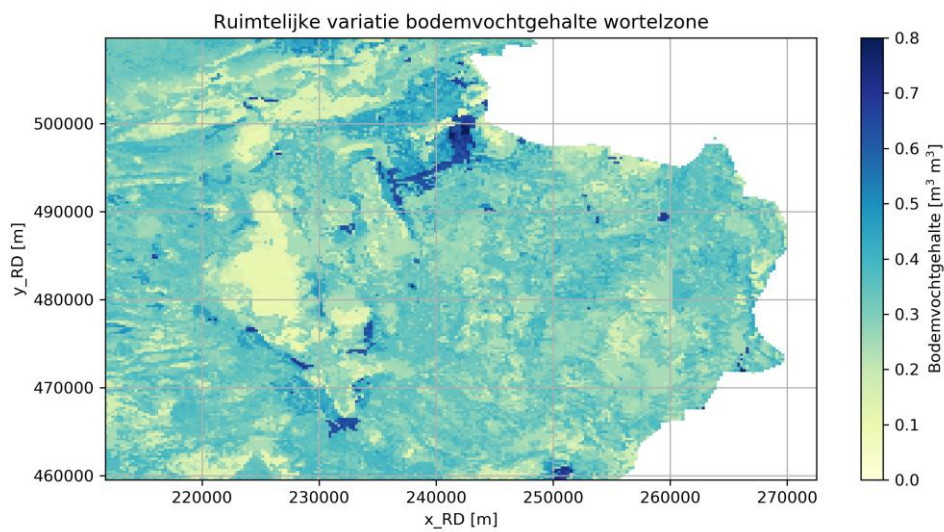 Ruimtelijke variatie bodemvochtgehalte wortelzone
500000
490000
480000
470000
460000
y_RD [m]
220000 230000 240000 250000 260000 270000
x_RD [m]
0.8
0.7
0.6
0.5
0.4
0.3
0.2
0.1
0.0
Bodemvochtgehalte [m³ m³]